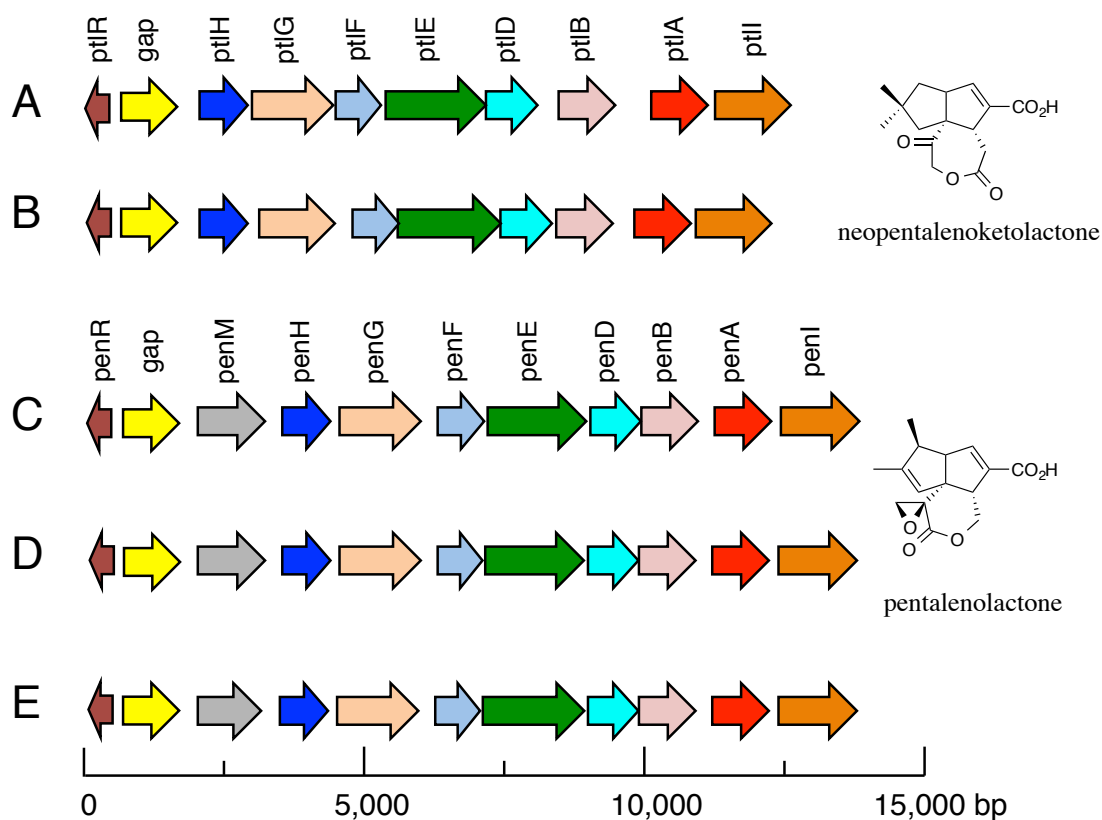 ptlR gap ptlH ptlG ptlF ptlE ptlD ptlB ptlA ptlI
A
CO2H
O
O
O
B
neopentalenoketolactone
penR gap penM penH penG penF penE penD penB penA penI
C
CO2H
O
O
O
D
pentalenolactone
E
0 5,000 10,000 15,000 bp